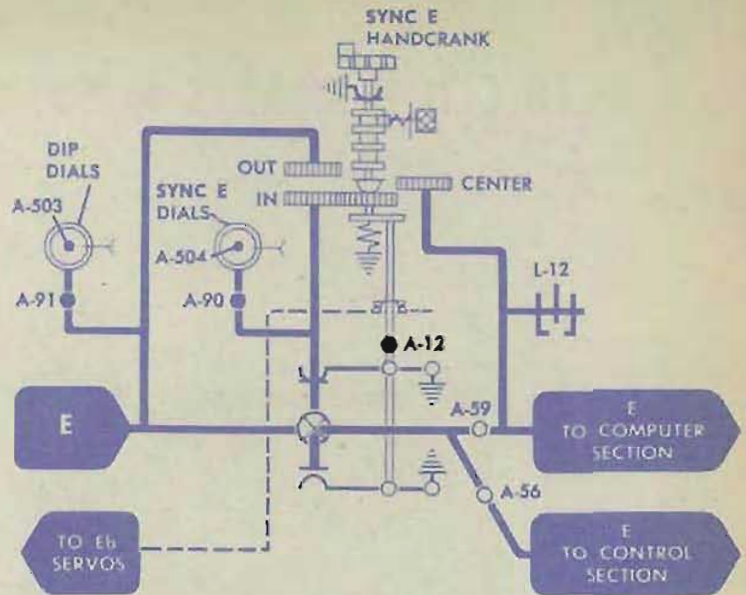 SYNC E
HANDCRANK
DIP
DIALS
OUT
CENTER
SYNC E
DIALS
IN
A-503
A-504
L-12
A-91
A-90
A-12
A-59
E
E
TO COMPUTER
SECTION
A-56
TO Eb
SERVOS
E
TO CONTROL
SECTION